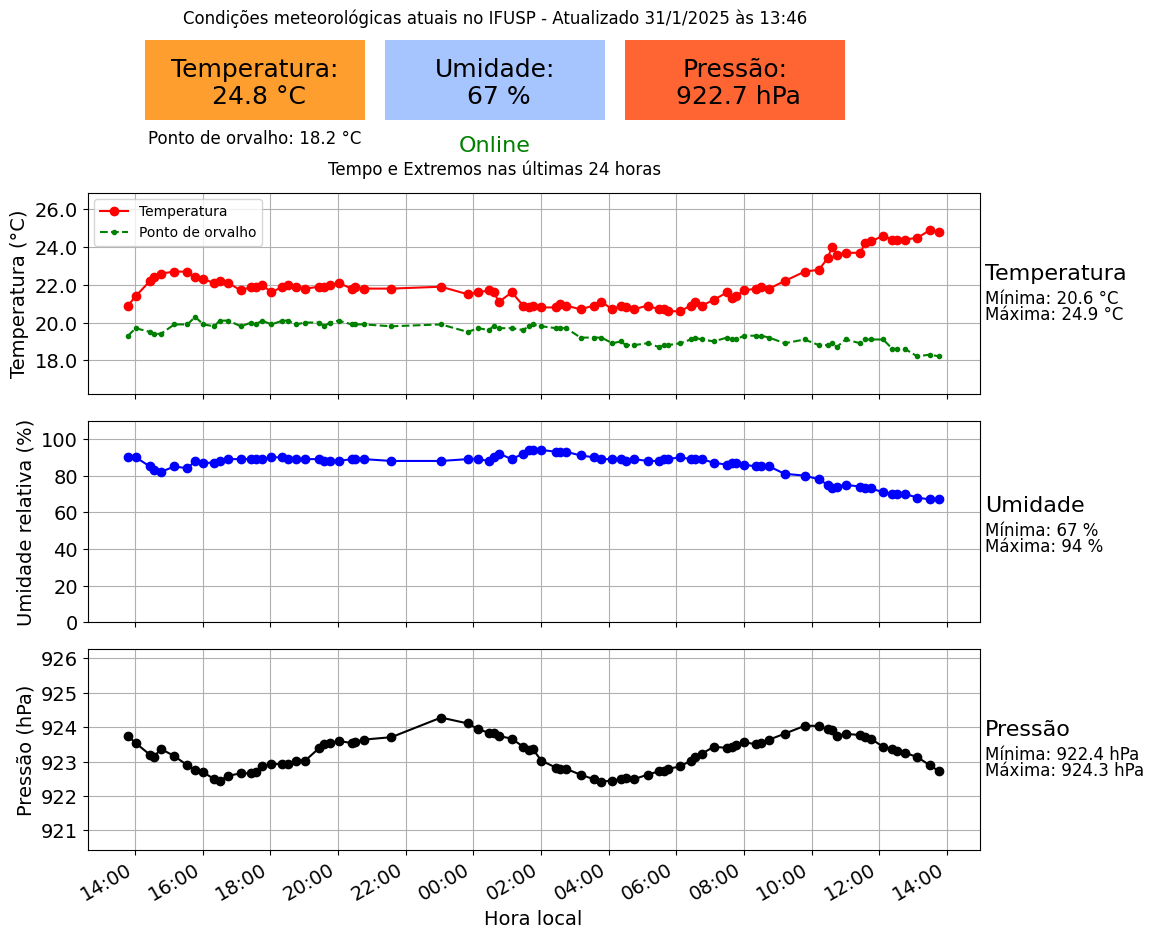 Condições meteorológicas atuais no IFUSP - Atualizado 31/1/2025 às 13:46
Temperatura:
24.8 °C
Umidade:
67 %
Pressão:
922.7 hPa
Ponto de orvalho: 18.2 °C
Online
Tempo e Extremos nas últimas 24 horas
Temperatura (°C)
26.0
24.0
22.0
20.0
18.0
Temperatura
Ponto de orvalho
Temperatura
Mínima: 20.6 °C
Máxima: 24.9 °C
Umidade relativa (%)
100
80
60
40
20
0
Umidade
Mínima: 67 %
Máxima: 94 %
Pressão (hPa)
926
925
924
923
922
921
Pressão
Mínima: 922.4 hPa
Máxima: 924.3 hPa
14:00 16:00 18:00 20:00 22:00 00:00 02:00 04:00 06:00 08:00 10:00 12:00 14:00
Hora local